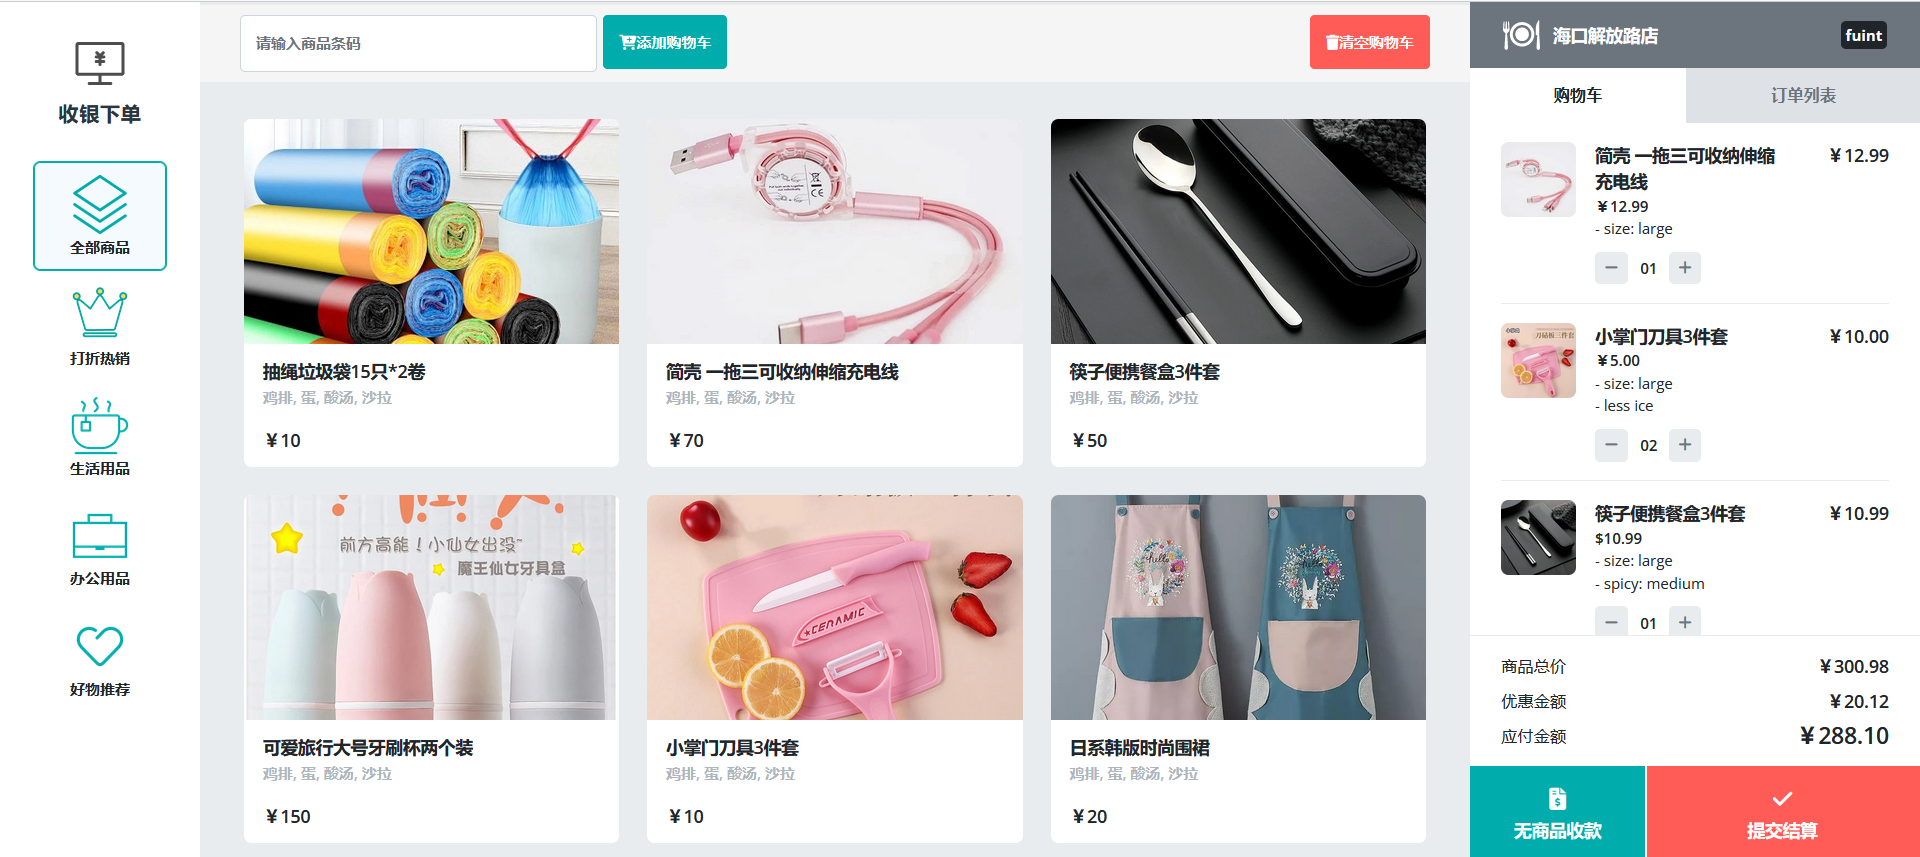 收银下单
全部商品
打折热销
生活用品
办公用品
好物推荐
请输入商品条码
添加购物车
清空购物车
抽绳垃圾袋15只*2卷
鸡排, 蛋, 酸汤, 沙拉
¥10
简壳 一拖三可收纳伸缩充电线
鸡排, 蛋, 酸汤, 沙拉
¥70
筷子便携餐盒3件套
鸡排, 蛋, 酸汤, 沙拉
¥50
前方高能！小仙女出没~
魔王仙女牙具盒
可爱旅行大号牙刷杯两个装
鸡排, 蛋, 酸汤, 沙拉
¥150
CERAMIC
小掌门刀具3件套
鸡排, 蛋, 酸汤, 沙拉
¥10
hello
hello
日系韩版时尚围裙
鸡排, 蛋, 酸汤, 沙拉
¥20
海口解放路店
fuint
购物车
订单列表
简壳 一拖三可收纳伸缩
充电线
¥12.99
¥12.99
- size: large
01
小掌门刀具3件套
¥10.00
¥5.00
- size: large
- less ice
02
筷子便携餐盒3件套
¥10.99
$10.99
- size: large
- spicy: medium
01
商品总价
¥300.98
优惠金额
¥20.12
应付金额
¥288.10
无商品收款
提交结算